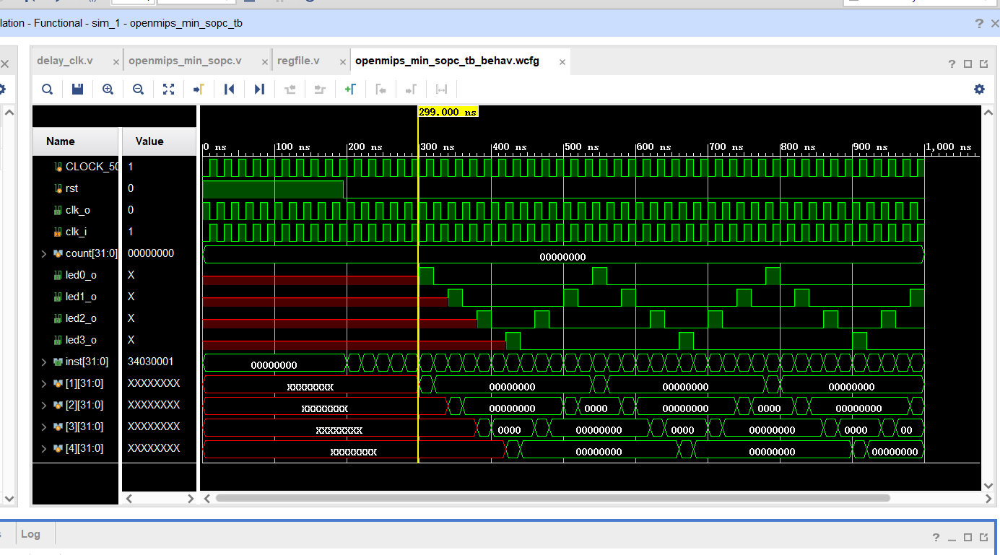 lation - Functional - sim_1 - openmips_min_sopc_tb
? ×
× delay_clk.v × openmips_min_sopc.v × regfile.v × openmips_min_sopc_tb_behav.wcfg × ?
299.000 ns
Name Value
0 ns 100 ns 200 ns 300 ns 400 ns 500 ns 600 ns 700 ns 800 ns 900 ns 1,000 ns
CLOCK_50 1
rst 0
clk_o 0
clk_i 1
count[31:0] 00000000 00000000
led0_o X
led1_o X
led2_o X
led3_o X
inst[31:0] 34030001 00000000
[1][31:0] XXXXXXXX XXXXXXXX 00000000 00000000 00000000
[2][31:0] XXXXXXXX XXXXXXXX 00000000 0000 00000000 0000 00000000
[3][31:0] XXXXXXXX XXXXXXXX 0000 00000000 0000 00000000 0000 00
[4][31:0] XXXXXXXX XXXXXXXX 00000000 00000000 00000000
Log ?